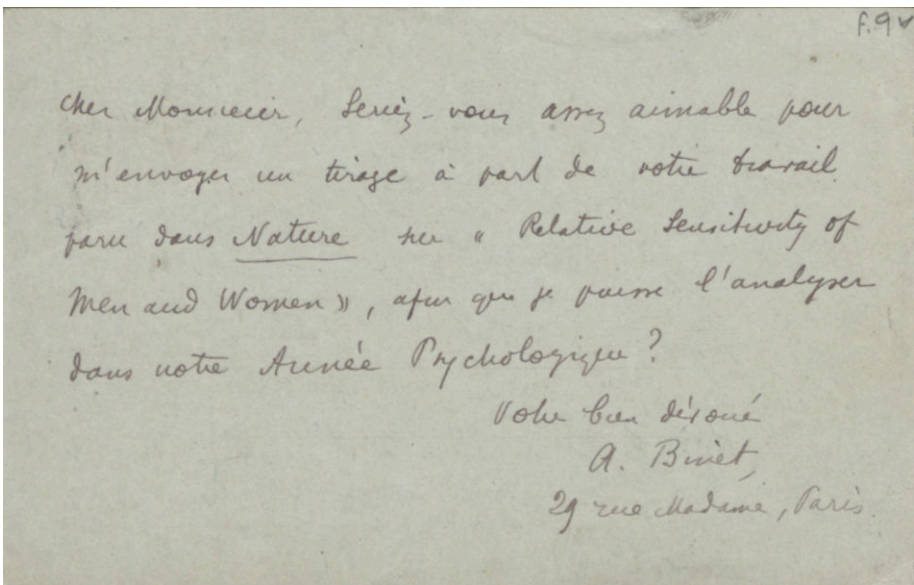 f.9v
Cher Monsieur, Seriez-vous assez aimable pour
m'envoyer un tirage à part de votre travail
paru dans Nature sur « Relative Sensitivity of
Men and Women », afin que je puisse l'analyser
dans notre Année Psychologique ?
Votre bien dévoué
A. Binet,
29 rue Madame, Paris.